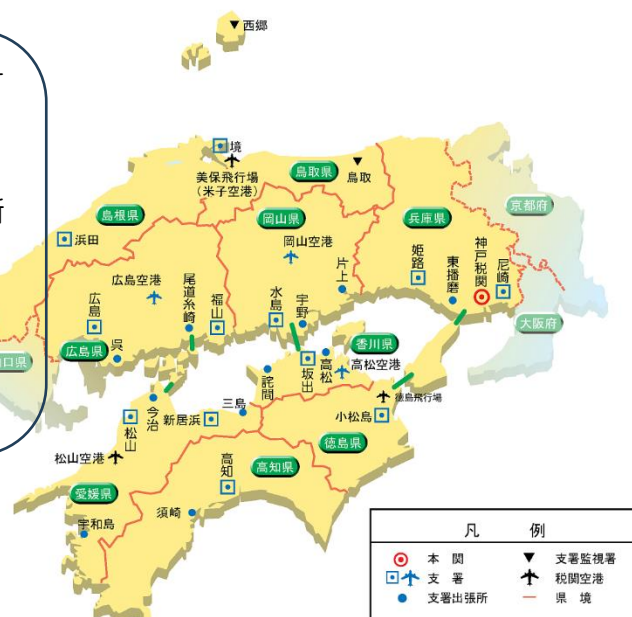 西郷
境
美保飛行場
(米子空港)
鳥取県
鳥取
京都府
島根県
岡山県
兵庫県
浜田
岡山空港
広島空港
尾道糸崎
福山
水島
宇野
片上
姫路
東播磨
神戸税関
尼崎
広島
呉
広島県
大阪府
口県
香川県
坂出
高松
高松空港
詫間
徳島飛行場
小松島
今治
三島
新居浜
松山
松山空港
徳島県
高知
高知県
愛媛県
須崎
宇和島
凡 例
本 関
支署監視署
支 署
税関空港
支署出張所
県 境